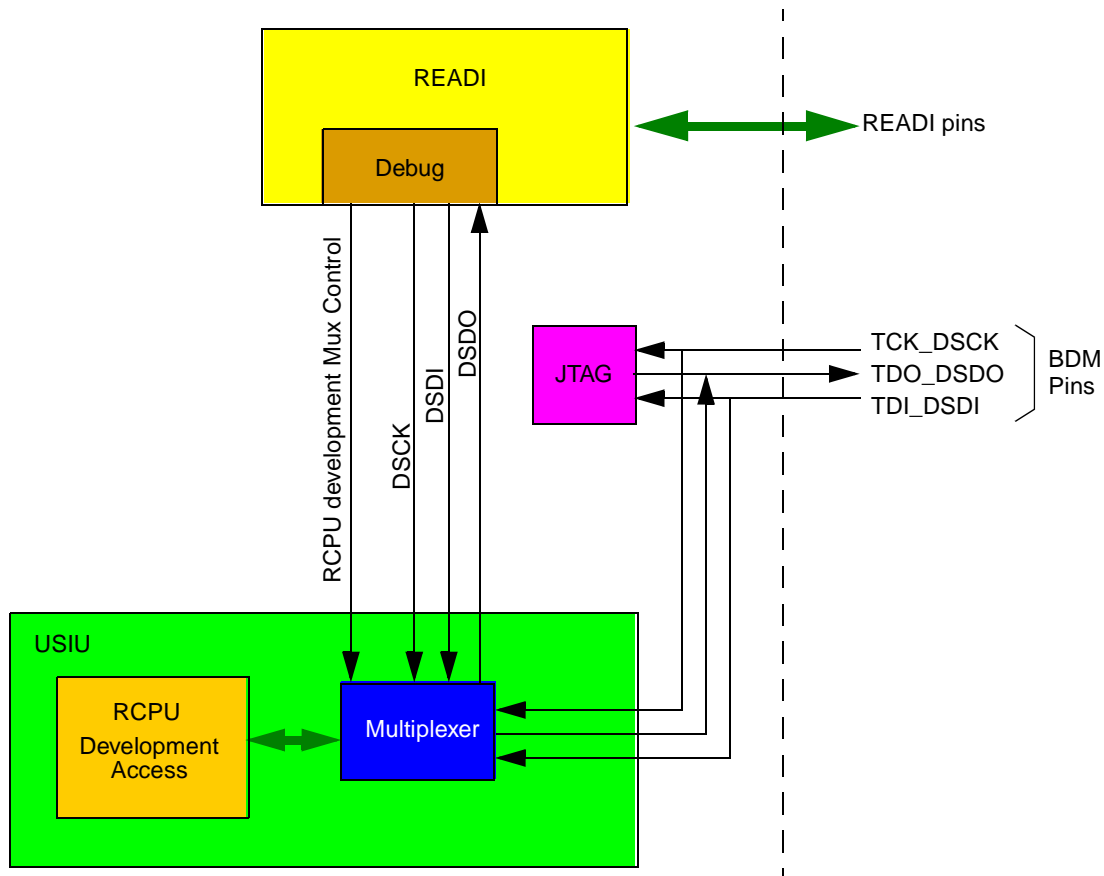 READI
READI pins
Debug
RCPU development Mux Control
DSCK
DSDI
DSDO
JTAG
TCK_DSCK
TDO_DSDO
TDI_DSDI
BDM
Pins
USIU
RCPU
Development
Access
Multiplexer